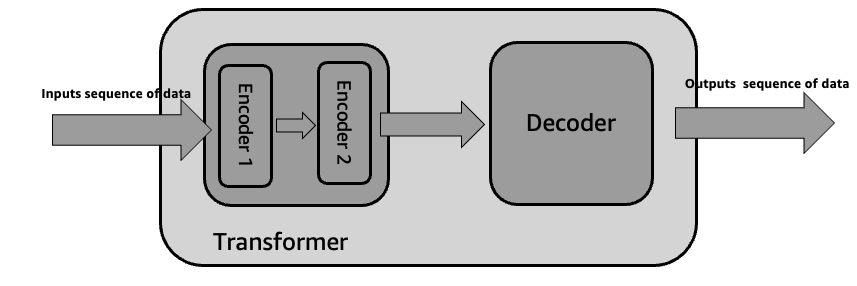 Inputs sequence of data
Outputs sequence of data
Encoder 1
Encoder 2
Decoder
Transformer